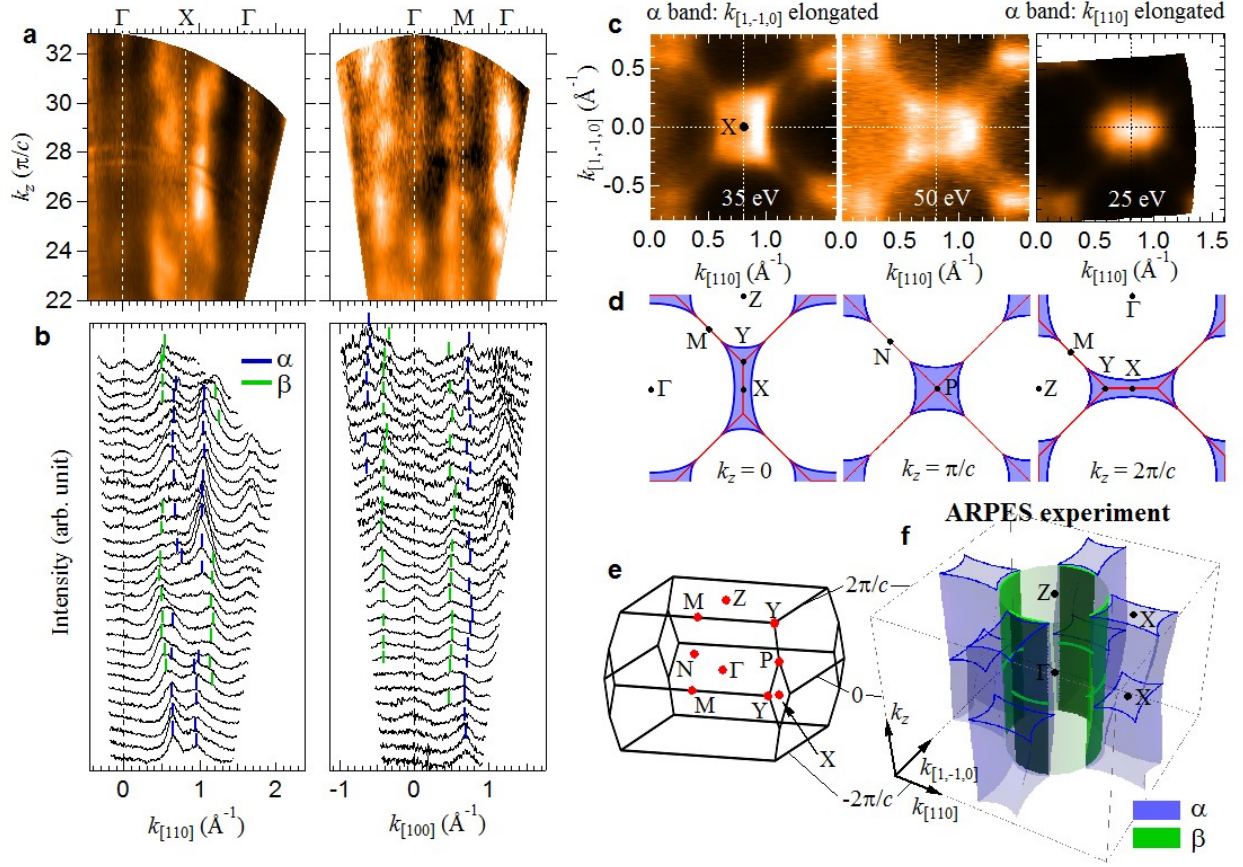 a
Γ X Γ
Γ M Γ
32
30
28
26
24
22
k_z (π/c)
b
α
β
Intensity (arb. unit)
0 1 2
k_[110] (Å⁻¹)
-1 0 1
k_[100] (Å⁻¹)
c
α band: k_[1,-1,0] elongated
α band: k_[110] elongated
0.5
0.0
-0.5
k_[1,-1,0] (Å⁻¹)
X
35 eV
50 eV
25 eV
0.0 0.5 1.0
0.0 0.5 1.0
0.0 0.5 1.0 1.6
k_[110] (Å⁻¹)
k_[110] (Å⁻¹)
k_[110] (Å⁻¹)
d
Z
M
Y
Γ
X
k_z = 0
N
P
k_z = π/c
Γ
M
Y X
Z
k_z = 2π/c
ARPES experiment
e
2π/c
M Z Y
N Γ P
0
M Y
X
-2π/c
f
Z
X
Γ
X
k_z
k_[1,-1,0]
k_[110]
α
β